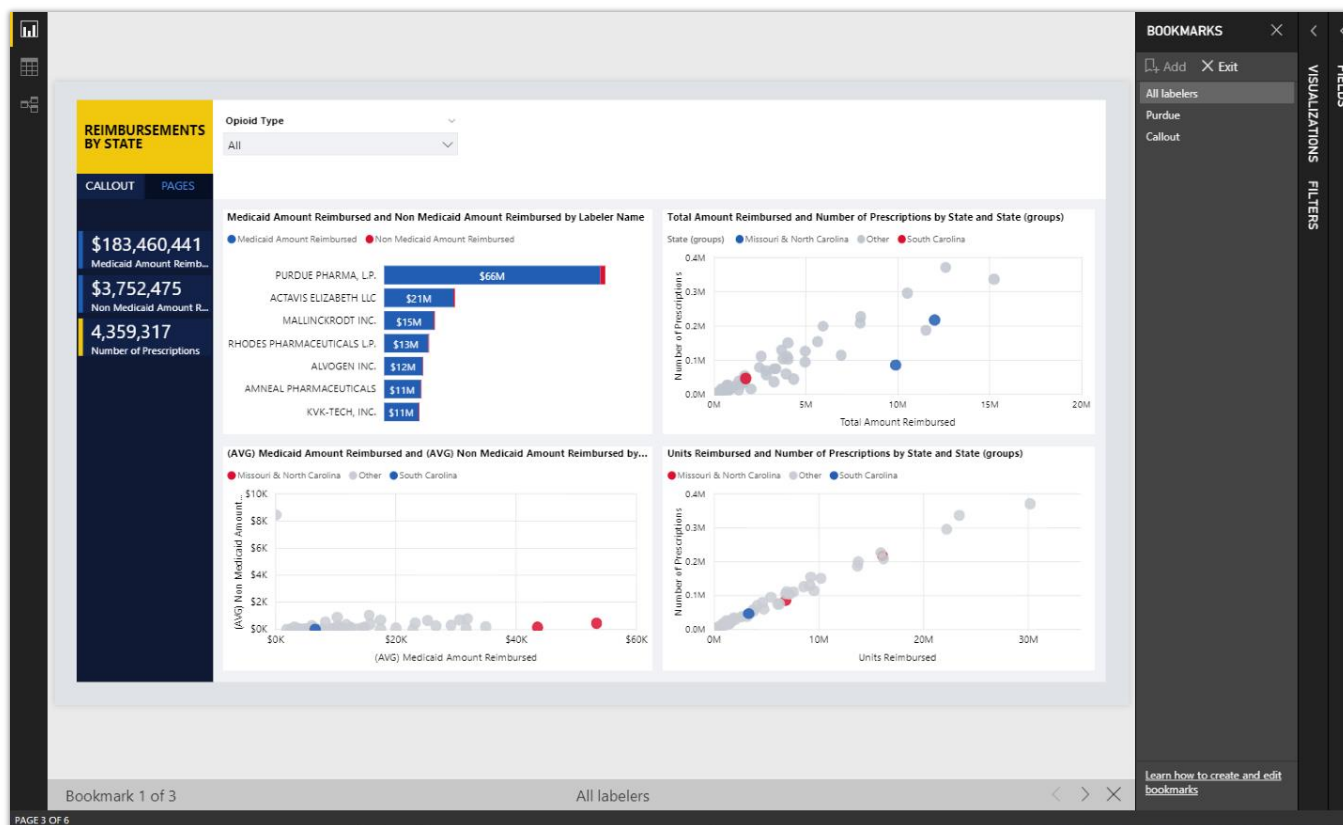 BOOKMARKS
Add
Exit
All labelers
Purdue
Callout
VISUALIZATIONS
FILTERS
FIELDS
REIMBURSEMENTS
BY STATE
Opioid Type
All
CALLOUT
PAGES
$183,460,441
Medicaid Amount Reimb...
$3,752,475
Non Medicaid Amount R...
4,359,317
Number of Prescriptions
Medicaid Amount Reimbursed and Non Medicaid Amount Reimbursed by Labeler Name
Medicaid Amount Reimbursed
Non Medicaid Amount Reimbursed
PURDUE PHARMA, L.P.
$66M
ACTAVIS ELIZABETH LLC
$21M
MALLINCKRODT INC.
$15M
RHODES PHARMACEUTICALS L.P.
$13M
ALVOGEN INC.
$12M
AMNEAL PHARMACEUTICALS
$11M
KVK-TECH, INC.
$11M
Total Amount Reimbursed and Number of Prescriptions by State and State (groups)
State (groups)
Missouri & North Carolina
Other
South Carolina
Number of Prescriptions
0.4M
0.3M
0.2M
0.1M
0.0M
0M
5M
10M
15M
20M
Total Amount Reimbursed
(AVG) Medicaid Amount Reimbursed and (AVG) Non Medicaid Amount Reimbursed by...
Missouri & North Carolina
Other
South Carolina
(AVG) Non Medicaid Amount...
$10K
$8K
$6K
$4K
$2K
$0K
$0K
$20K
$40K
$60K
(AVG) Medicaid Amount Reimbursed
Units Reimbursed and Number of Prescriptions by State and State (groups)
Missouri & North Carolina
Other
South Carolina
Number of Prescriptions
0.4M
0.3M
0.2M
0.1M
0.0M
0M
10M
20M
30M
Units Reimbursed
Learn how to create and edit
bookmarks
Bookmark 1 of 3
All labelers
PAGE 3 OF 6